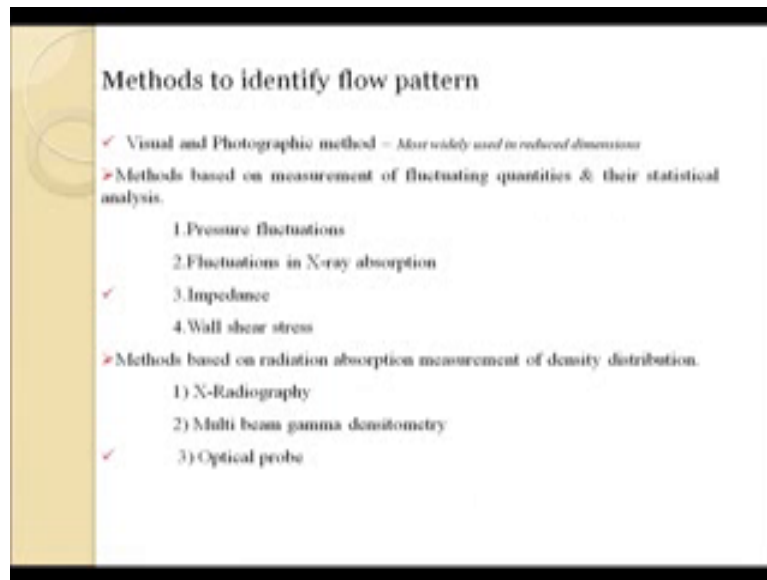 Methods to identify flow pattern
✓ Visual and Photographic method – Most widely used in reduced dimensions
➢Methods based on measurement of fluctuating quantities & their statistical
analysis.
1.Pressure fluctuations
2.Fluctuations in X-ray absorption
✓ 3.Impedance
4.Wall shear stress
➢Methods based on radiation absorption measurement of density distribution.
1) X-Radiography
2) Multi beam gamma densitometry
✓ 3) Optical probe